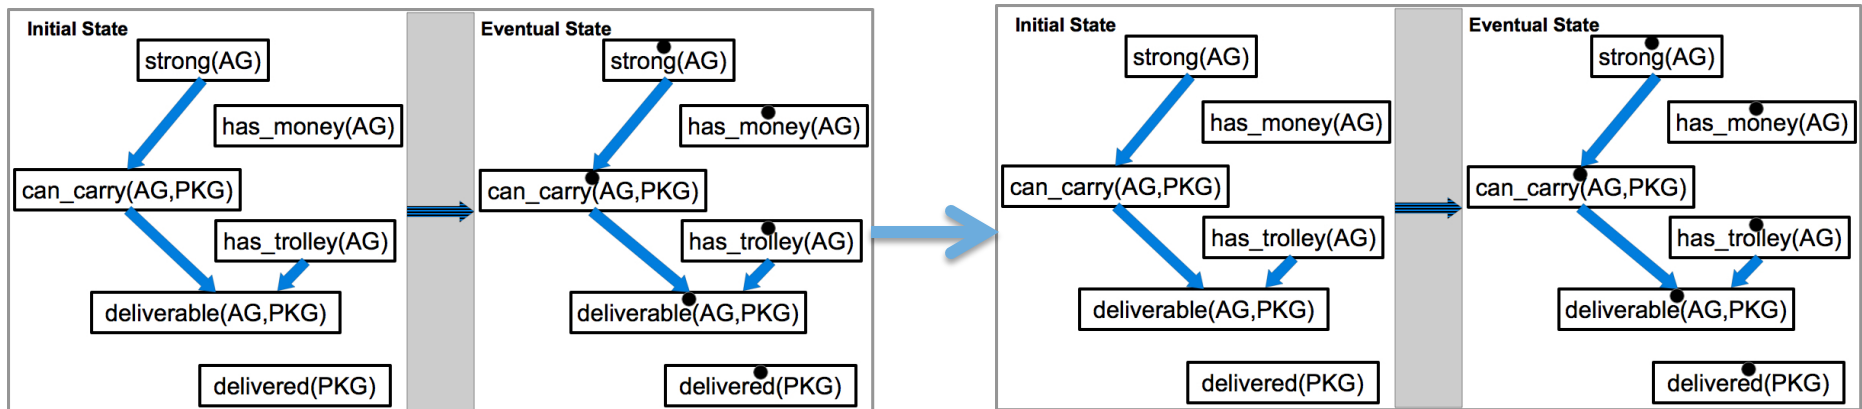 Initial State
strong(AG)
has_money(AG)
can_carry(AG,PKG)
has_trolley(AG)
deliverable(AG,PKG)
delivered(PKG)
Eventual State
strong(AG)
has_money(AG)
can_carry(AG,PKG)
has_trolley(AG)
deliverable(AG,PKG)
delivered(PKG)
Initial State
strong(AG)
has_money(AG)
can_carry(AG,PKG)
has_trolley(AG)
deliverable(AG,PKG)
delivered(PKG)
Eventual State
strong(AG)
has_money(AG)
can_carry(AG,PKG)
has_trolley(AG)
deliverable(AG,PKG)
delivered(PKG)